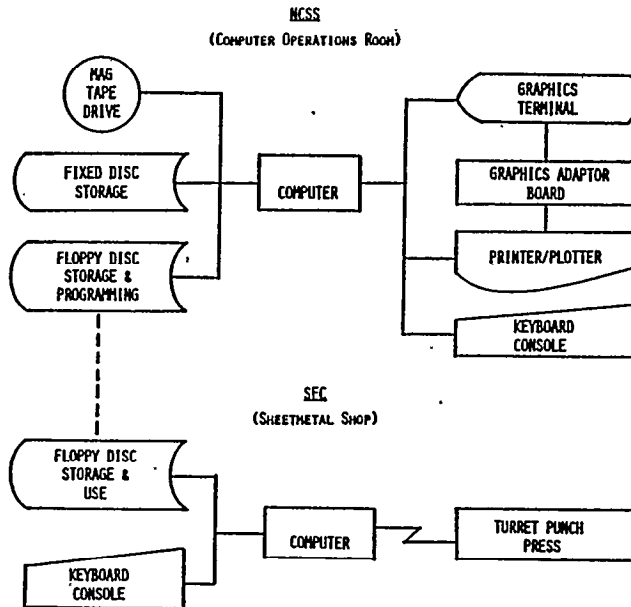 NCSS
(COMPUTER OPERATIONS ROOM)
MAG
TAPE
DRIVE
GRAPHICS
TERMINAL
FIXED DISC
STORAGE
COMPUTER
GRAPHICS ADAPTOR
BOARD
FLOPPY DISC
STORAGE &
PROGRAMMING
PRINTER/PLOTTER
KEYBOARD
CONSOLE
SFC
(SHEETMETAL SHOP)
FLOPPY DISC
STORAGE &
USE
COMPUTER
TURRET PUNCH
PRESS
KEYBOARD
CONSOLE